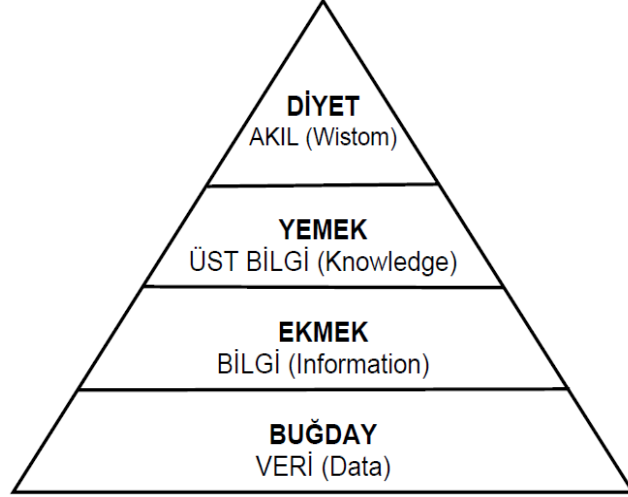 DİYET
AKIL (Wistom)
YEMEK
ÜST BİLGİ (Knowledge)
EKMEK
BİLGİ (Information)
BUĞDAY
VERİ (Data)